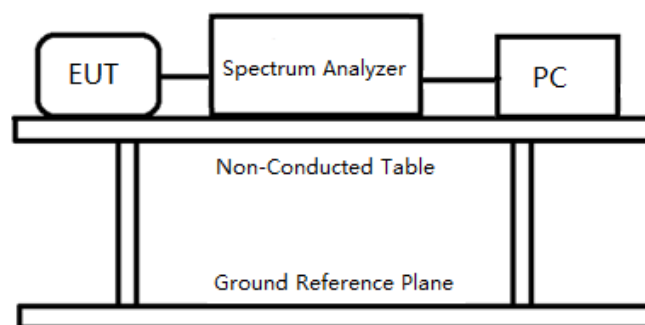 EUT
Spectrum Analyzer
PC
Non-Conducted Table
Ground Reference Plane